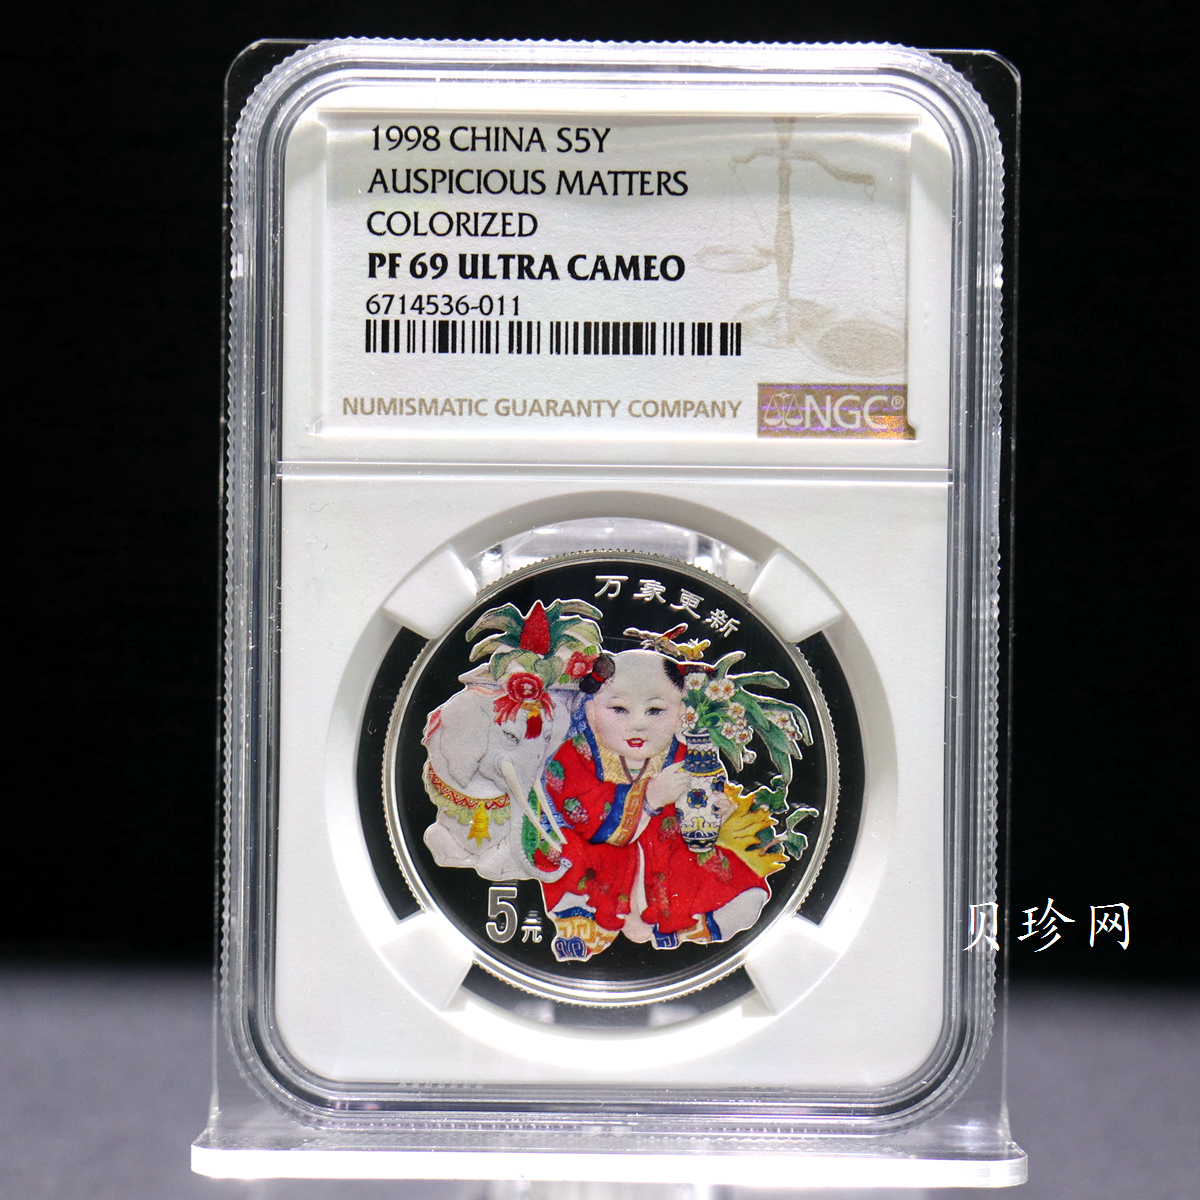 1998 CHINA S5Y
AUSPICIOUS MATTERS
COLORIZED
PF 69 ULTRA CAMEO
6714536-011
NUMISMATIC GUARANTY COMPANY
NGC®
万象更新
5元
贝珍网